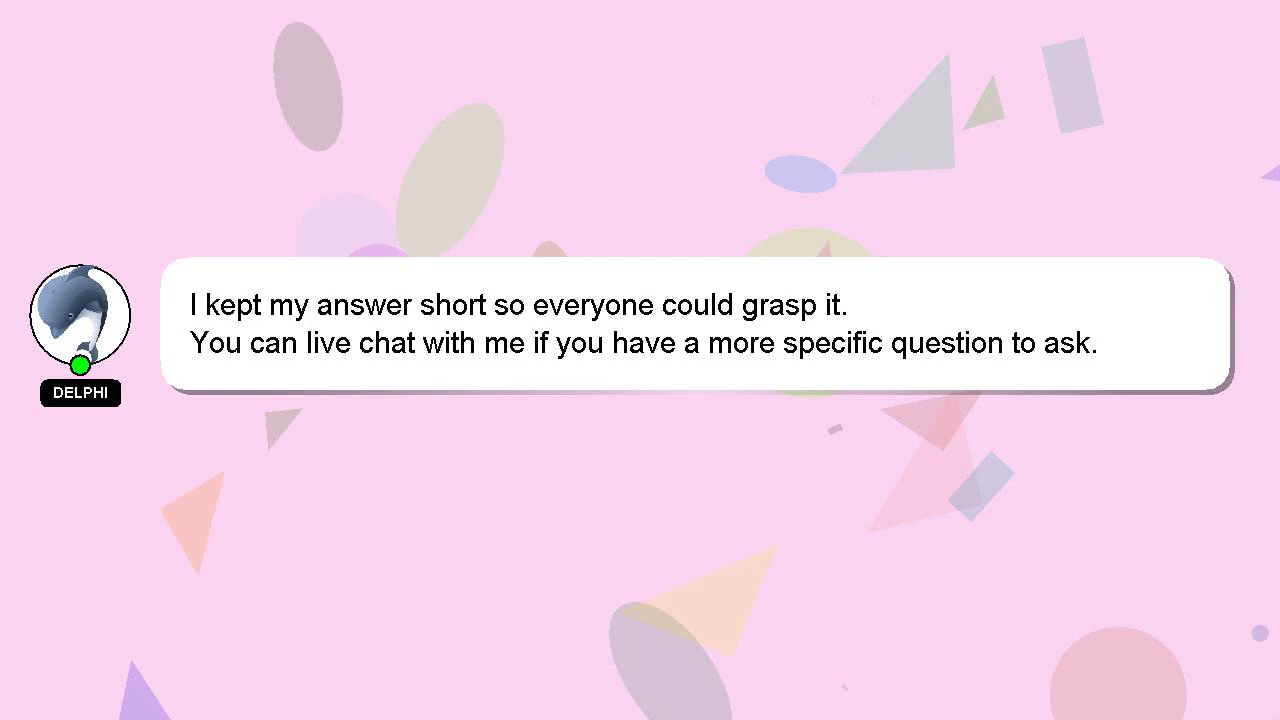 I kept my answer short so everyone could grasp it.
You can live chat with me if you have a more specific question to ask.
DELPHI